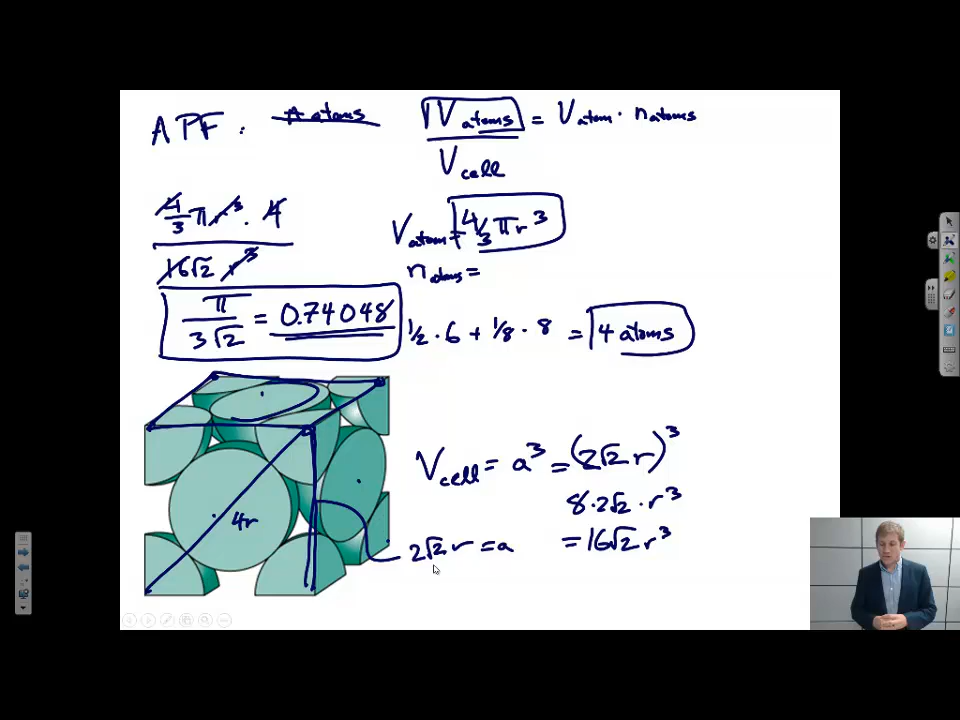 APF : # atoms
V atoms / V cell = V atom · n atoms
4/3 πr³ · 4
16√2 r³
V atom = 4/3 πr³
n atoms =
π / 3√2 = 0.74048
1/2 · 6 + 1/8 · 8 = 4 atoms
V cell = a³ = (2√2 r)³
8·2√2 · r³
= 16√2 r³
4r
2√2 r = a